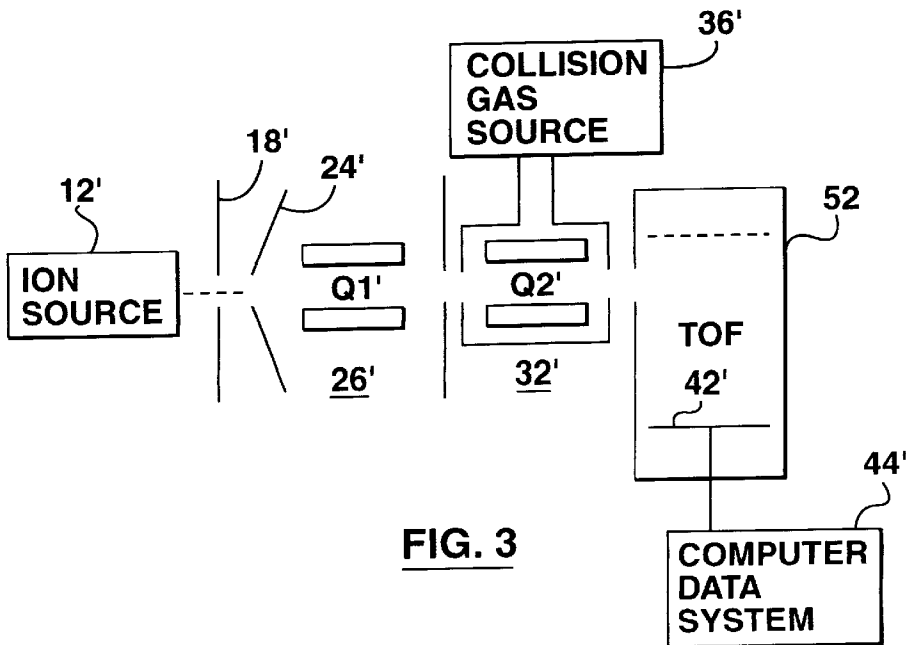 36'
COLLISION
GAS
SOURCE
18'
24'
12'
52
ION
SOURCE
Q1'
Q2'
TOF
26'
32'
42'
44'
FIG. 3
COMPUTER
DATA
SYSTEM